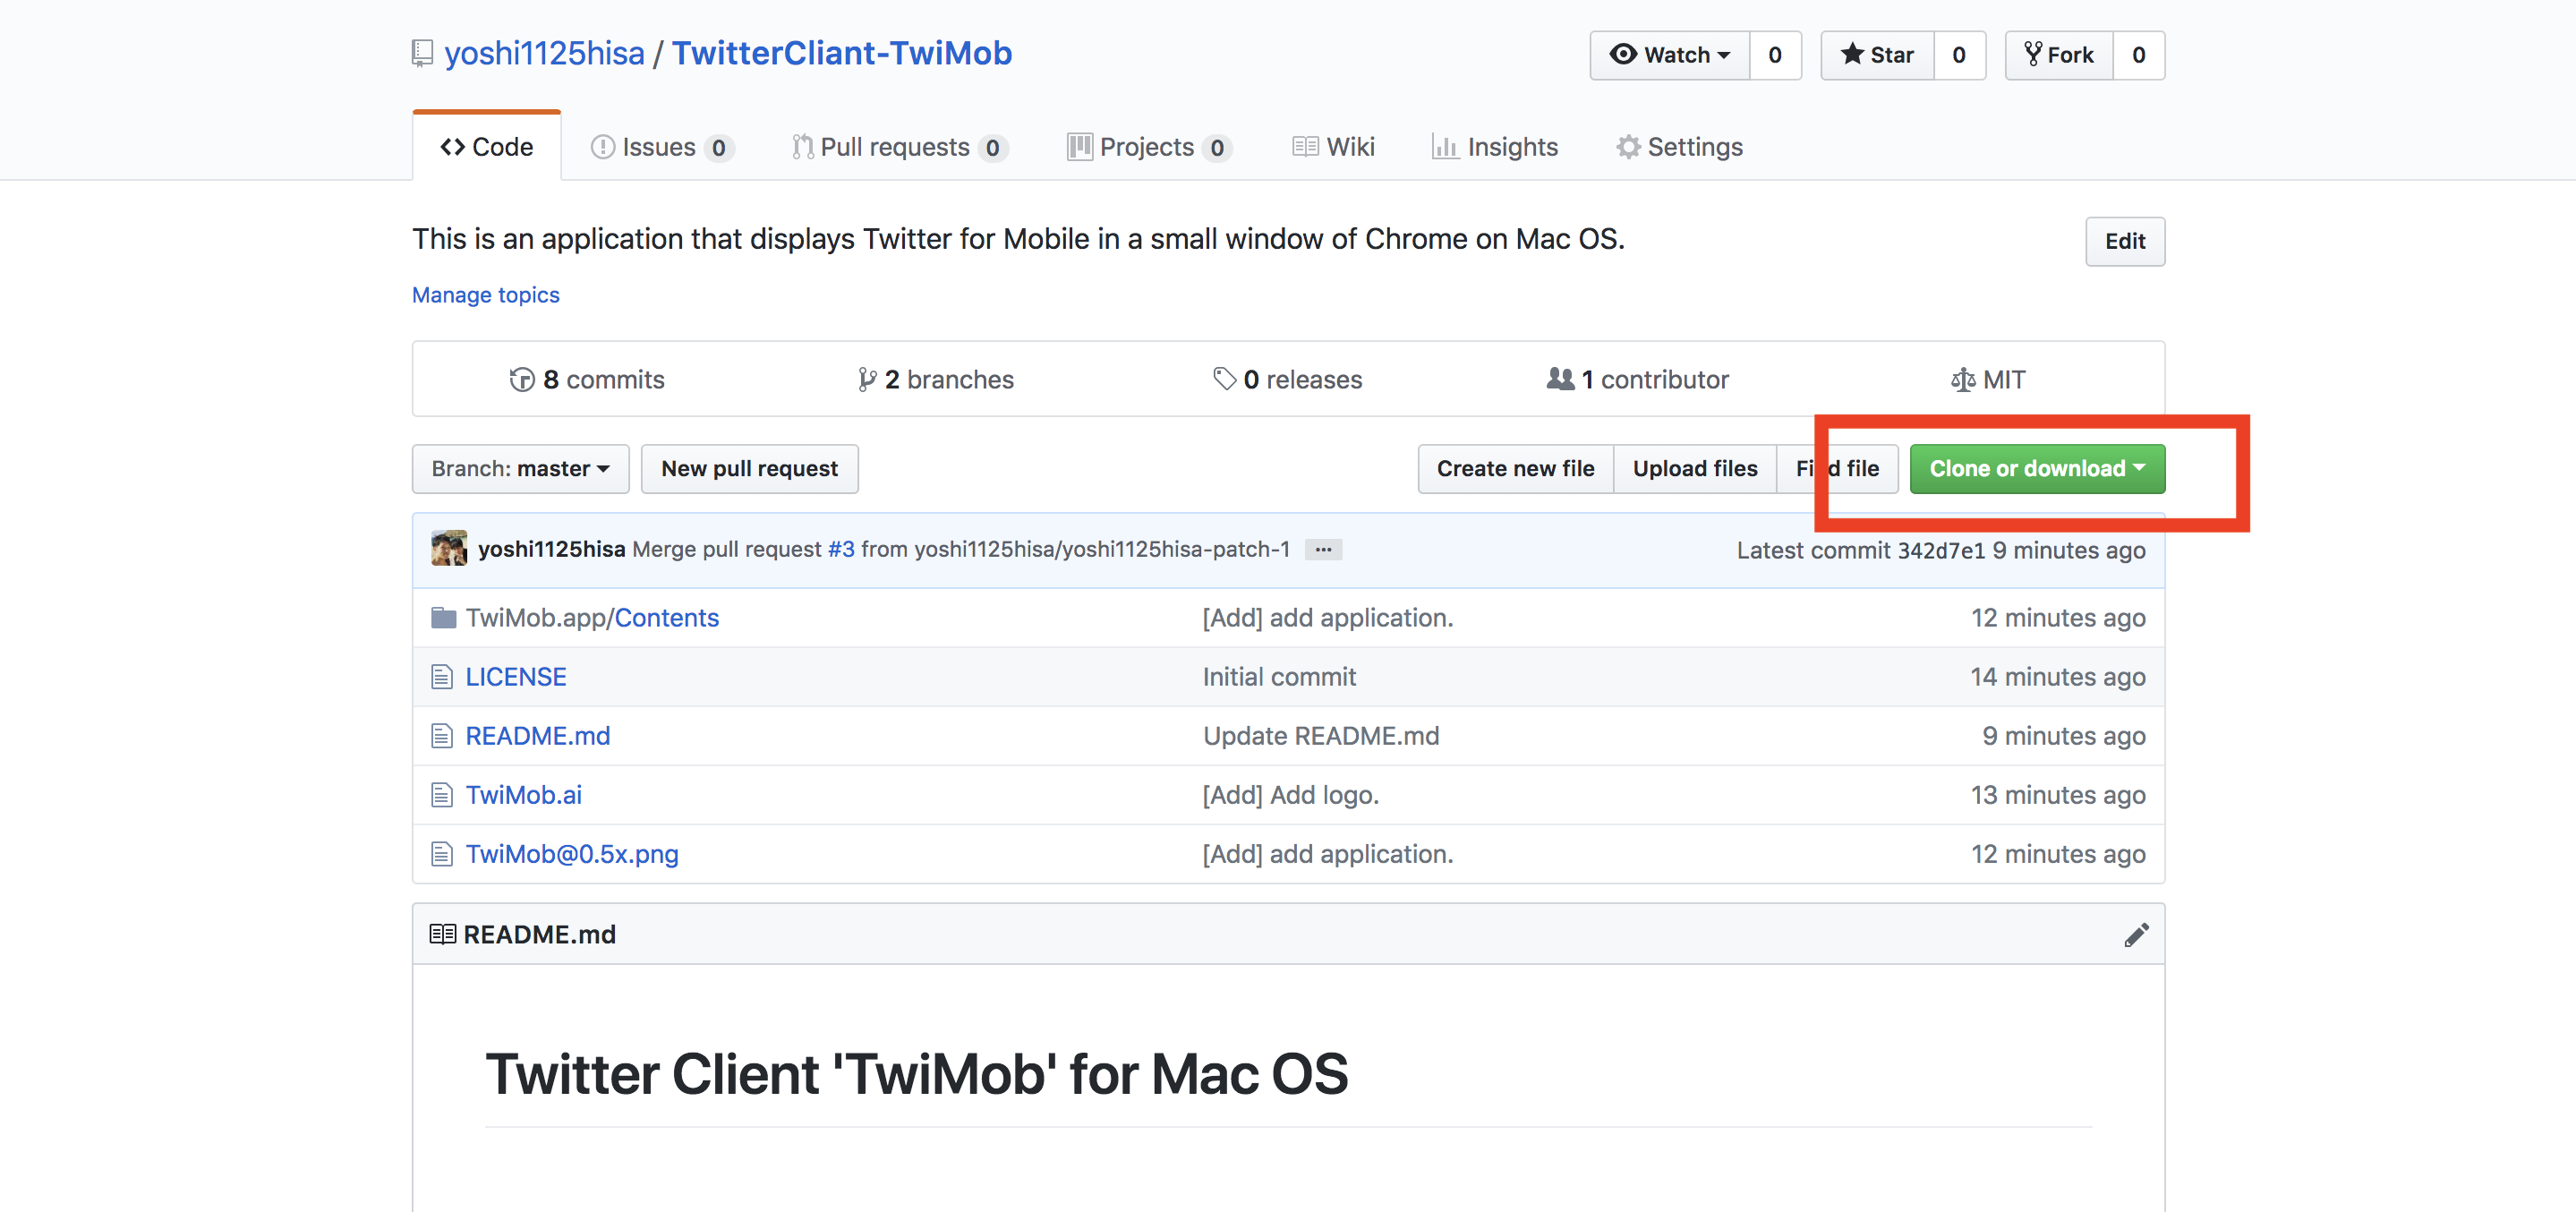 yoshi1125hisa / TwitterCliant-TwiMob
Watch 0 Star 0 Fork 0
Code Issues 0 Pull requests 0 Projects 0 Wiki Insights Settings
This is an application that displays Twitter for Mobile in a small window of Chrome on Mac OS.
Edit
Manage topics
8 commits 2 branches 0 releases 1 contributor MIT
Branch: master New pull request Create new file Upload files Find file Clone or download
yoshi1125hisa Merge pull request #3 from yoshi1125hisa/yoshi1125hisa-patch-1 ... Latest commit 342d7e1 9 minutes ago
TwiMob.app/Contents [Add] add application. 12 minutes ago
LICENSE Initial commit 14 minutes ago
README.md Update README.md 9 minutes ago
TwiMob.ai [Add] Add logo. 13 minutes ago
TwiMob@0.5x.png [Add] add application. 12 minutes ago
README.md
Twitter Client 'TwiMob' for Mac OS